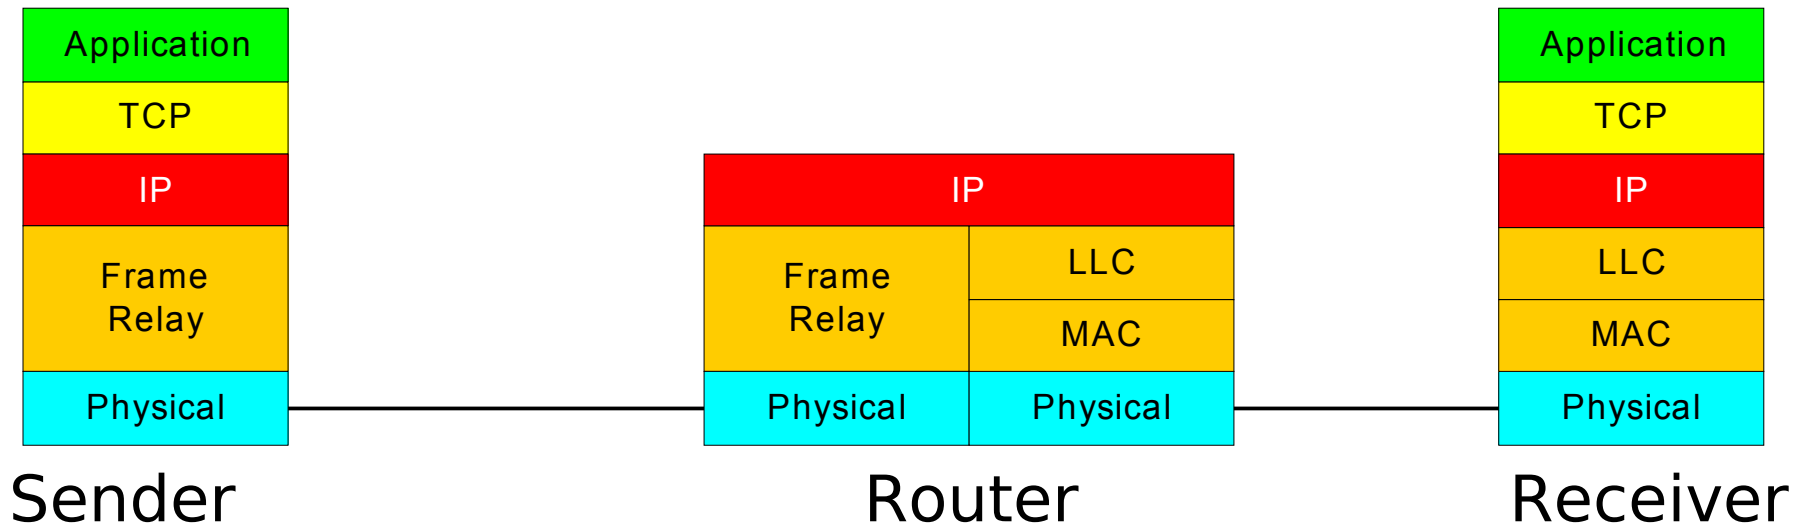 Application
TCP
IP
Frame
Relay
Physical
Sender
IP
Frame
Relay
LLC
MAC
Physical
Physical
Router
Application
TCP
IP
LLC
MAC
Physical
Receiver